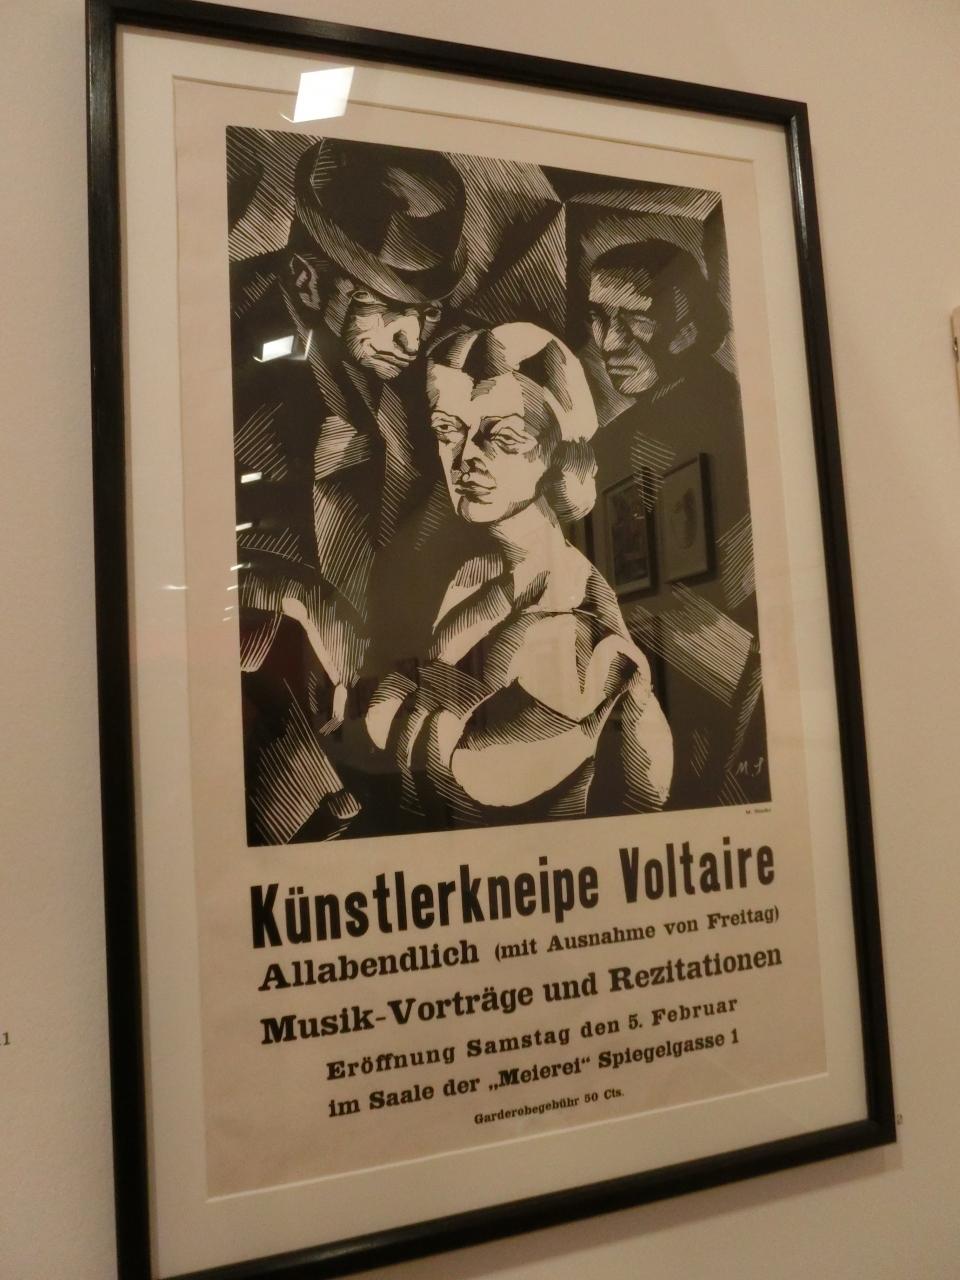 M. S
Künstlerkneipe Voltaire
Allabendlich (mit Ausnahme von Freitag)
Musik-Vorträge und Rezitationen
Eröffnung Samstag den 5. Februar
im Saale der „Meierei“ Spiegelgasse 1
Garderobegebühr 50 Cts.